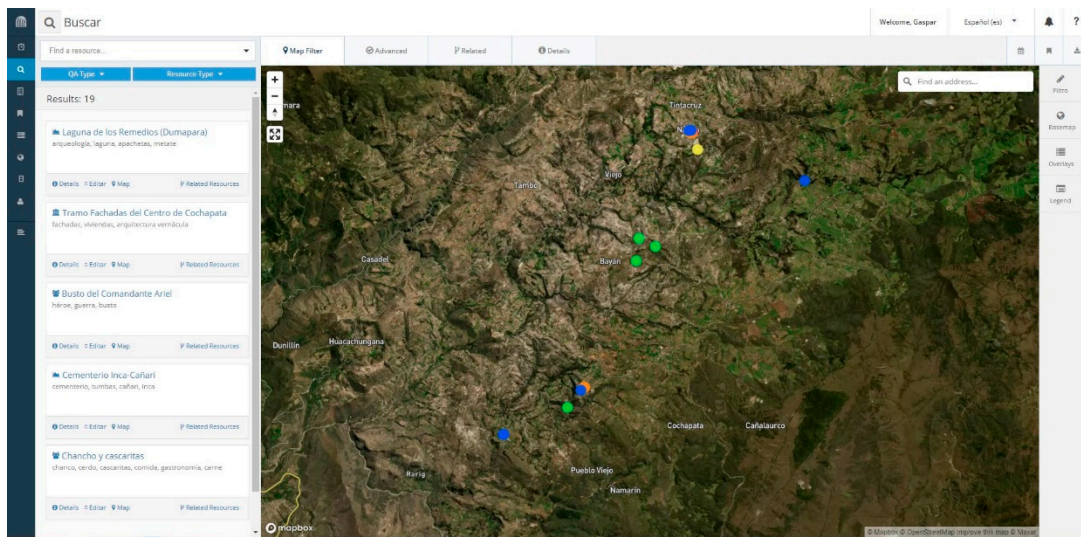 Buscar
Welcome, Gaspar
Español (es)
?
Find a resource...
Map Filter
Advanced
Related
Details
QA Type
Resource Type
Results: 19
Laguna de los Remedios (Dumapara)
arqueología, laguna, apachetas, metate
Details Editar Map Related Resources
Tramo Fachadas del Centro de Cochapata
fachadas, viviendas, arquitectura vernácula
Details Editar Map Related Resources
Busto del Comandante Ariel
héroe, guerra, busto
Details Editar Map Related Resources
Cementerio Inca-Cañari
cementerio, tumbas, cañari, inca
Details Editar Map Related Resources
Chancho y cascaritas
chanco, cerdo, cascaritas, comida, gastronomía, carne
Details Editar Map Related Resources
Find an address...
Filtro
Basemap
Overlays
Legend
Tintacruz
Viejo
Tambo
Casadel
Bayan
Dunillín
Huacachungana
Cochapata
Cañalaurco
Rarig
Pueblo Viejo
Namarin
mapbox
© Mapbox © OpenStreetMap Improve this map © Maxar